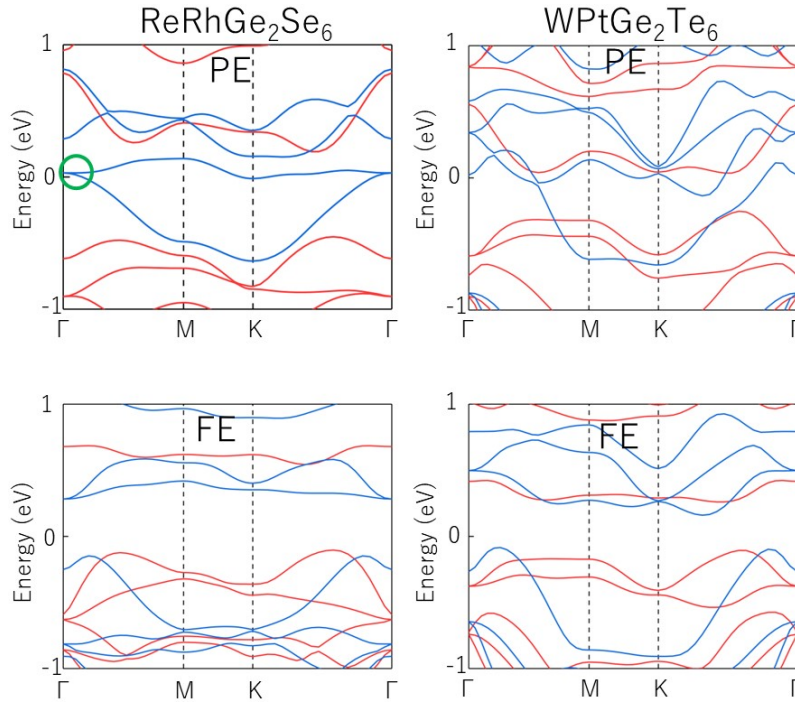 ReRhGe₂Se₆
WPtGe₂Te₆
1
PE
Energy (eV)
0
-1
Γ
M
K
Γ
1
PE
Energy (eV)
0
-1
Γ
M
K
Γ
1
FE
Energy (eV)
0
-1
Γ
M
K
Γ
1
FE
Energy (eV)
0
-1
Γ
M
K
Γ